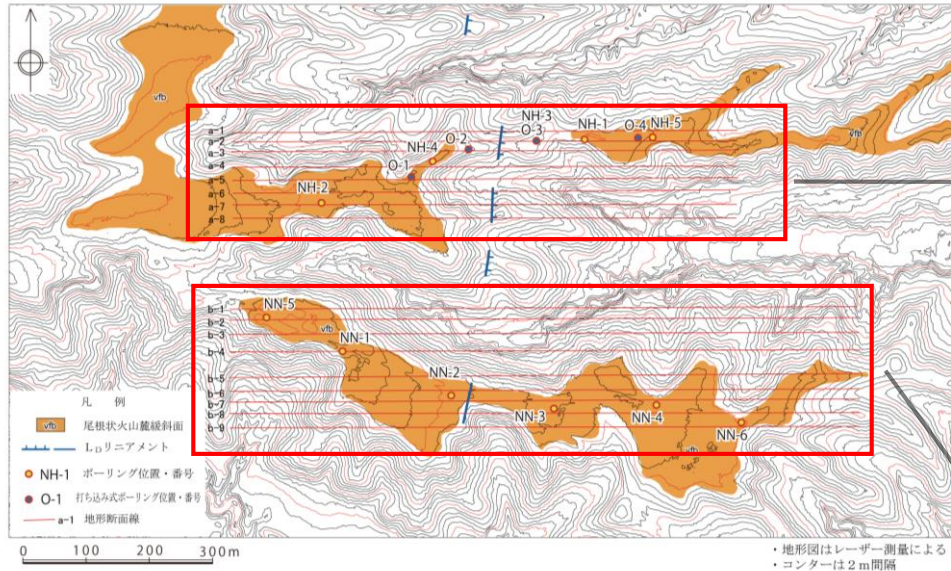 vfb
NH-3
O-3
NH-1
O-4
NH-5
vfb
a-1
a-2
a-3
a-4
a-5
a-6
a-7
a-8
O-2
NH-4
O-1
NH-2
b-1
b-2
b-3
b-4
b-5
b-6
b-7
b-8
b-9
NN-5
vfb
NN-1
NN-2
NN-3
NN-4
NN-6
vfb
凡 例
vfb 尾根状火山麓緩斜面
LDリニアメント
NH-1 ボーリング位置・番号
O-1 打ち込み式ボーリング位置・番号
a-1 地形断面線
0 100 200 300m
・地形図はレーザー測量による
・コンターは2m間隔